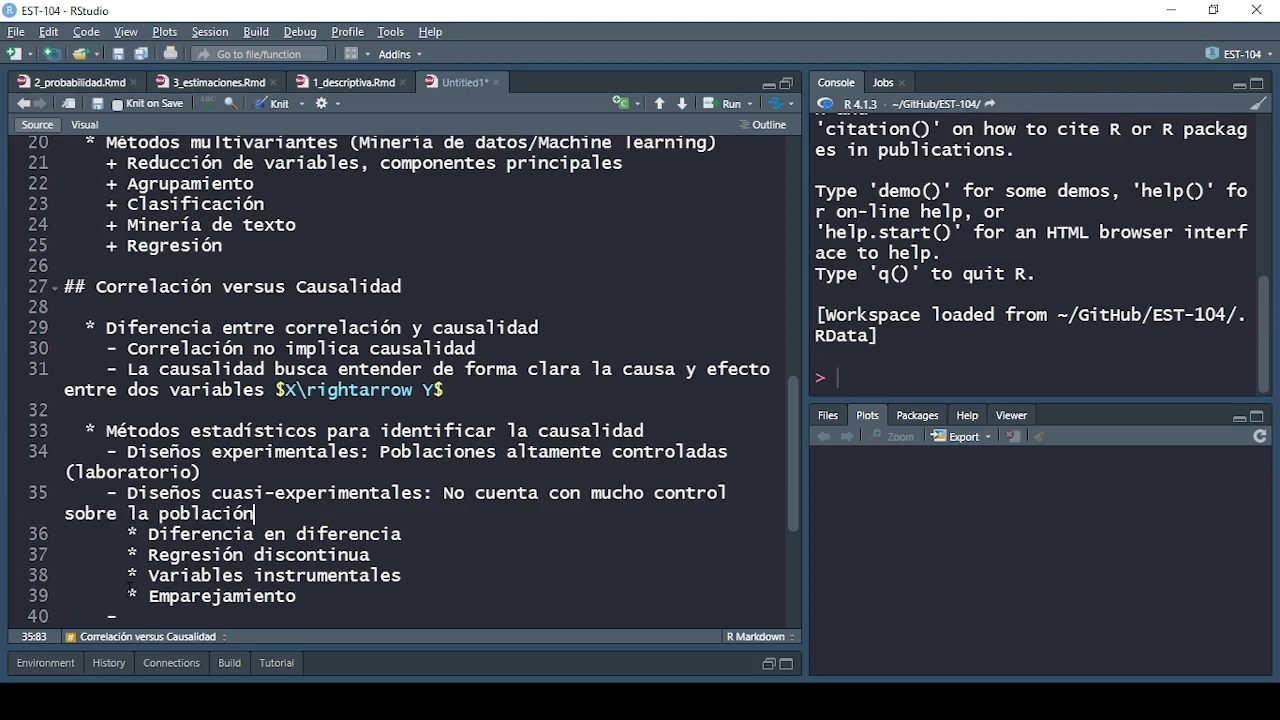 EST-104 - RStudio
File Edit Code View Plots Session Build Debug Profile Tools Help
Go to file/function Addins EST-104
2_probabilidad.Rmd 3_estimaciones.Rmd 1_descriptiva.Rmd Untitled1*
Knit on Save ABC Knit Run
Source Visual Outline
20 * Métodos multivariantes (Mineria de datos/Machine learning)
21 + Reducción de variables, componentes principales
22 + Agrupamiento
23 + Clasificación
24 + Minería de texto
25 + Regresión
26
27 ## Correlación versus Causalidad
28
29 * Diferencia entre correlación y causalidad
30 - Correlación no implica causalidad
31 - La causalidad busca entender de forma clara la causa y efecto
entre dos variables $X\rightarrow Y$
32
33 * Métodos estadísticos para identificar la causalidad
34 - Diseños experimentales: Poblaciones altamente controladas
(laboratorio)
35 - Diseños cuasi-experimentales: No cuenta con mucho control
sobre la población
36 * Diferencia en diferencia
37 * Regresión discontinua
38 * Variables instrumentales
39 * Emparejamiento
40 -
35:83 # Correlación versus Causalidad R Markdown
Environment History Connections Build Tutorial
Console Jobs
R 4.1.3 · ~/GitHub/EST-104/
'citation()' on how to cite R or R packag
es in publications.
Type 'demo()' for some demos, 'help()' fo
r on-line help, or
'help.start()' for an HTML browser interf
ace to help.
Type 'q()' to quit R.
[Workspace loaded from ~/GitHub/EST-104/.
RData]
>
Files Plots Packages Help Viewer
Zoom Export